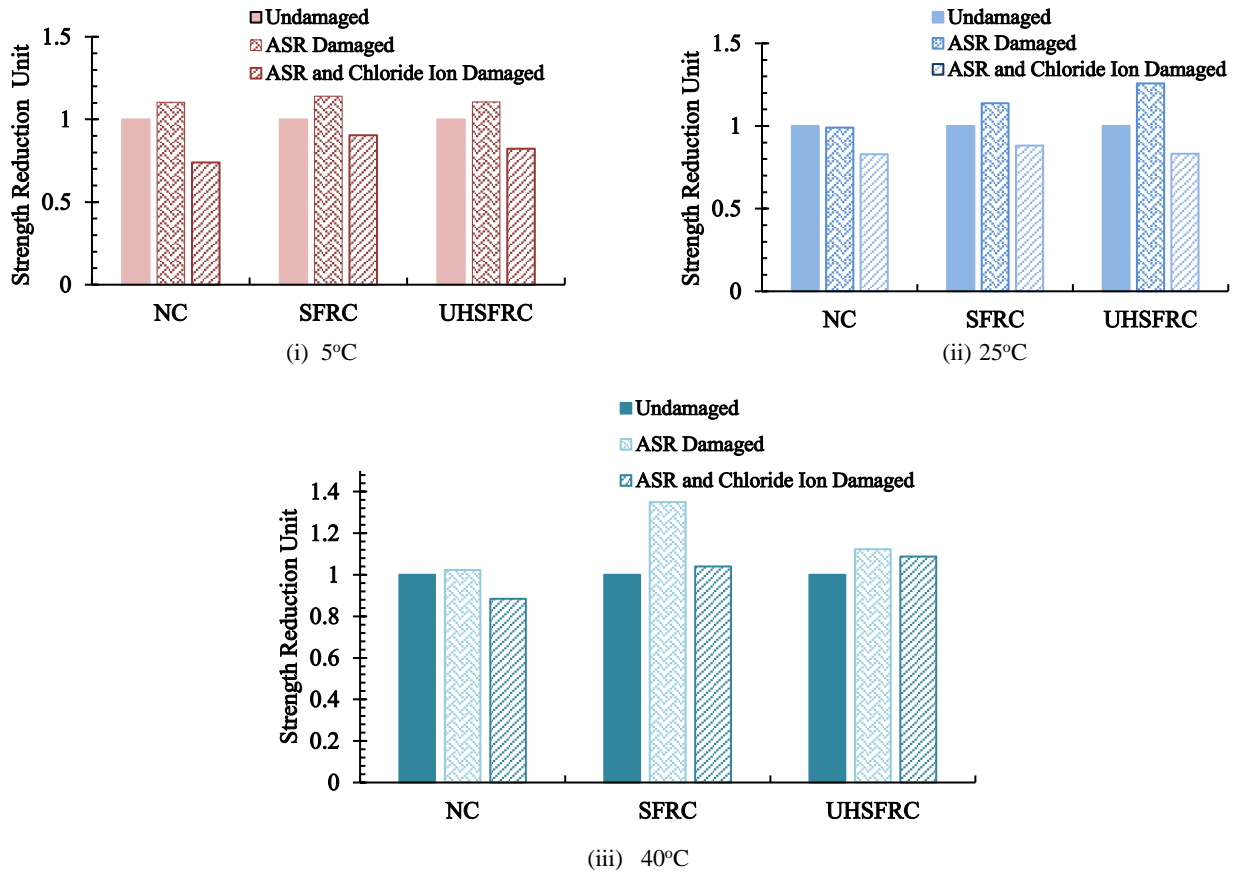 Undamaged
ASR Damaged
ASR and Chloride Ion Damaged
Strength Reduction Unit
1.5
1
0.5
0
NC SFRC UHSFRC
(i) 5°C
Undamaged
ASR Damaged
ASR and Chloride Ion Damaged
Strength Reduction Unit
1.5
1
0.5
0
NC SFRC UHSFRC
(ii) 25°C
Undamaged
ASR Damaged
ASR and Chloride Ion Damaged
Strength Reduction Unit
1.4
1.2
1
0.8
0.6
0.4
0.2
0
NC SFRC UHSFRC
(iii) 40°C